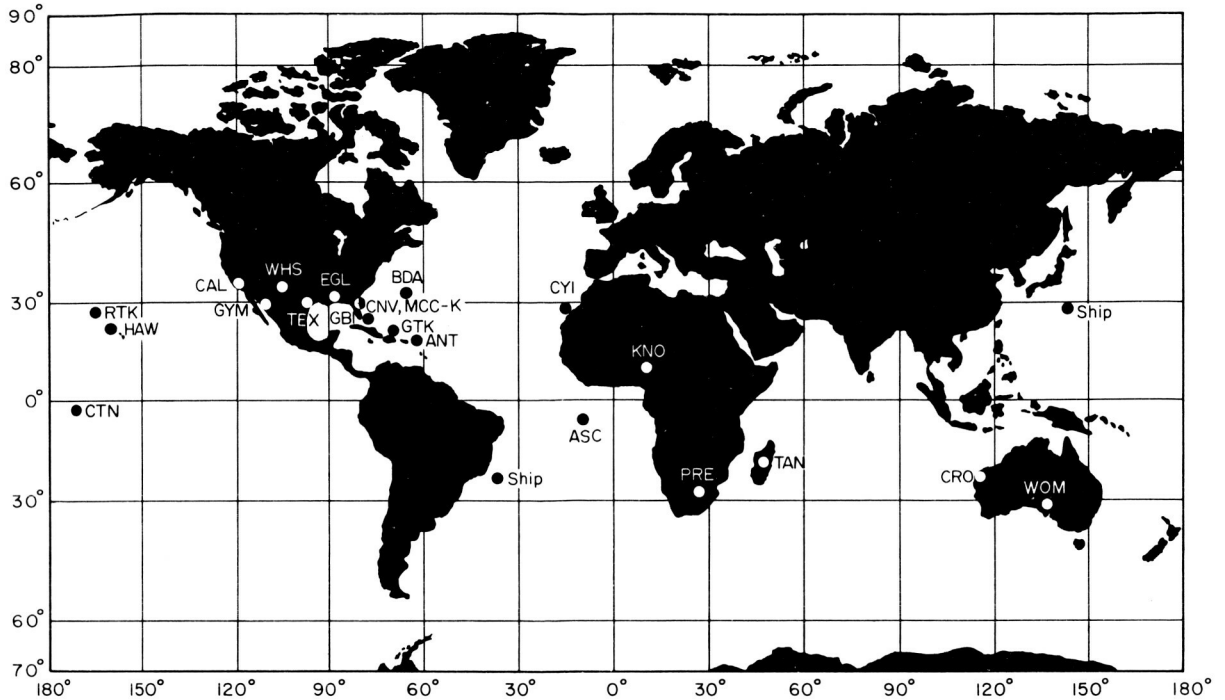 90°
80°
60°
WHS EGL BDA
CAL CYI
30°
GYM TEX GBI CNV, MCC-K Ship
RTK
HAW GTK
ANT
KNO
0°
CTN
ASC
PRE TAN CRO
Ship WOM
30°
60°
70°
180° 150° 120° 90° 60° 30° 0° 30° 60° 90° 120° 150° 180°